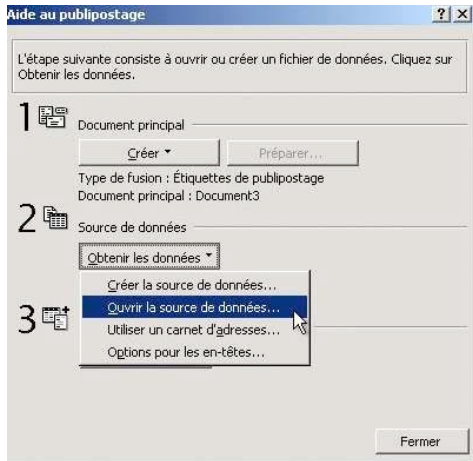 Aide au publipostage
L'étape suivante consiste à ouvrir ou créer un fichier de données. Cliquez sur
Obtenir les données.
1
Document principal
Créer
Préparer...
Type de fusion : Étiquettes de publipostage
Document principal : Document3
2
Source de données
Obtenir les données
Créer la source de données...
Ouvrir la source de données...
3
Utiliser un carnet d'adresses...
Options pour les en-têtes...
Fermer